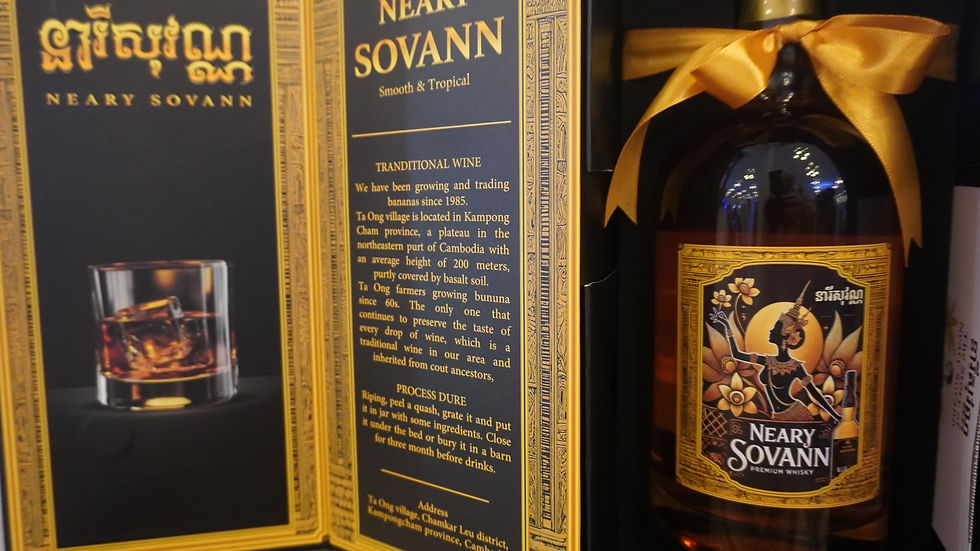 នារីសុវណ្ណ
NEARY SOVANN
NEARY
SOVANN
Smooth & Tropical
TRANDITIONAL WINE
We have been growing and trading
bananas since 1985.
Ta Ong village is located in Kampong
Cham province, a plateau in the
northeastern purt of Cambodia with
an average height of 200 meters,
purtly covered by basalt soil.
Ta Ong farmers growing bununa
since 60s. The only one that
continues to preserve the taste of
every drop of wine, which is a
traditional wine in our area and
inherited from cout ancestors,
PROCESS DURE
Riping, peel a quash, grate it and put
it in jar with some ingredients. Close
it under the bed or bury it in a barn
for three month before drinks.
Address
Ta Ong village, Chamkar Leu district,
Kampongcham province,
នារីសុវណ្ណ
NEARY
SOVANN
PREMIUM WHISKY